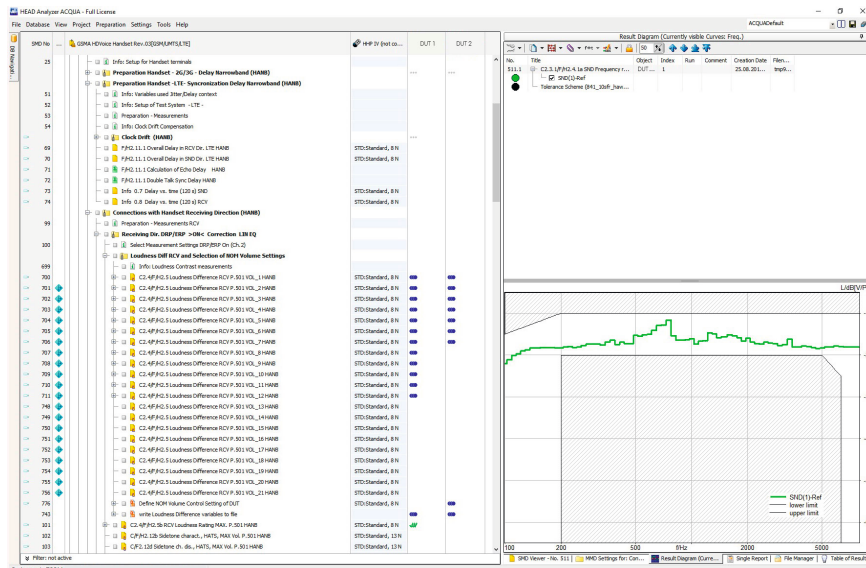 HEAD Analyzer ACQUA - Full License
File Database View Project Preparation Settings Tools Help
ACQUADefault
SMD No ... GSMA HDVoice Handset Rev.03[GSM/UMTS/LTE] HHP IV (not co... DUT 1 DUT 2
25 Info: Setup for Handset terminals
Preparation Handset - 2G/3G - Delay Narrowband (HANB)
Preparation Handset -LTE- Syncronization Delay Narrowband (HANB)
51 Info: Variables used Jitter/Delay context
52 Info: Setup of Test System - LTE -
53 Preparation - Measurements
54 Info: Clock Drift Compensation
Clock Drift (HANB)
69 F/H2.11.1 Overall Delay in RCV Dir. LTE HANB STD:Standard, 8 N
70 F/H2.11.1 Overall Delay in SND Dir. LTE HANB STD:Standard, 8 N
71 F/H2.11.1 Calculation of Echo Delay HANB
72 F/H2.11.1 Double Talk Sync Delay HANB
73 Info 0.7 Delay vs. time (120 s) SND STD:Standard, 8 N
74 Info 0.8 Delay vs. time (120 s) RCV STD:Standard, 8 N
Connections with Handset Receiving Direction (HANB)
99 Preparation - Measurements RCV
Receiving Dir. DRP/ERP >ON< Correction LIN EQ
100 Select Measurement Settings DRP/ERP On (Ch.2)
Loudness Diff RCV and Selection of NOM Volume Settings
699 Info: Loudness Contrast measurements
700 C2.4/F/H2.5 Loudness Difference RCV P.501 VOL_1 HANB STD:Standard, 8 N
701 C2.4/F/H2.5 Loudness Difference RCV P.501 VOL_2 HANB STD:Standard, 8 N
702 C2.4/F/H2.5 Loudness Difference RCV P.501 VOL_3 HANB STD:Standard, 8 N
703 C2.4/F/H2.5 Loudness Difference RCV P.501 VOL_4 HANB STD:Standard, 8 N
704 C2.4/F/H2.5 Loudness Difference RCV P.501 VOL_5 HANB STD:Standard, 8 N
705 C2.4/F/H2.5 Loudness Difference RCV P.501 VOL_6 HANB STD:Standard, 8 N
706 C2.4/F/H2.5 Loudness Difference RCV P.501 VOL_7 HANB STD:Standard, 8 N
707 C2.4/F/H2.5 Loudness Difference RCV P.501 VOL_8 HANB STD:Standard, 8 N
708 C2.4/F/H2.5 Loudness Difference RCV P.501 VOL_9 HANB STD:Standard, 8 N
709 C2.4/F/H2.5 Loudness Difference RCV P.501 VOL_10 HANB STD:Standard, 8 N
710 C2.4/F/H2.5 Loudness Difference RCV P.501 VOL_11 HANB STD:Standard, 8 N
711 C2.4/F/H2.5 Loudness Difference RCV P.501 VOL_12 HANB STD:Standard, 8 N
748 C2.4/F/H2.5 Loudness Difference RCV P.501 VOL_13 HANB STD:Standard, 8 N
749 C2.4/F/H2.5 Loudness Difference RCV P.501 VOL_14 HANB STD:Standard, 8 N
750 C2.4/F/H2.5 Loudness Difference RCV P.501 VOL_15 HANB STD:Standard, 8 N
751 C2.4/F/H2.5 Loudness Difference RCV P.501 VOL_16 HANB STD:Standard, 8 N
752 C2.4/F/H2.5 Loudness Difference RCV P.501 VOL_17 HANB STD:Standard, 8 N
753 C2.4/F/H2.5 Loudness Difference RCV P.501 VOL_18 HANB STD:Standard, 8 N
754 C2.4/F/H2.5 Loudness Difference RCV P.501 VOL_19 HANB STD:Standard, 8 N
755 C2.4/F/H2.5 Loudness Difference RCV P.501 VOL_20 HANB STD:Standard, 8 N
756 C2.4/F/H2.5 Loudness Difference RCV P.501 VOL_21 HANB STD:Standard, 8 N
776 Define NOM Volume Control Setting of DUT STD:Standard, 8 N
743 write Loudness Difference variables to file
101 C2.4/F/H2.5b RCV Loudness Rating MAX. P.501 HANB STD:Standard, 8 N
102 C/F/H2.12b Sidetone charact., HATS, MAX Vol. P.501 HANB STD:Standard, 13 N
103 C/F2.12d Sidetone ch. dis., HATS, MAX Vol. P.501 HANB STD:Standard, 13 N
Filter: not active
Result Diagram (Currently visible Curves: Freq.)
50
No. Title Object Index Run Comment Creation Date Filen...
511.1 C2.3.1/F/H2.4.1a SND Frequency r... DUT ... 1 25.08.201... tmp9...
SND(1)-Ref
Tolerance Scheme (841_10sfr_haw...
L/dB[V/P
SND(1)-Ref
lower limit
upper limit
100 200 500 f/Hz 2000 5000
SMD Viewer - No. 511 MMD Settings for: Con... Result Diagram (Curre... Single Report File Manager Table of Result